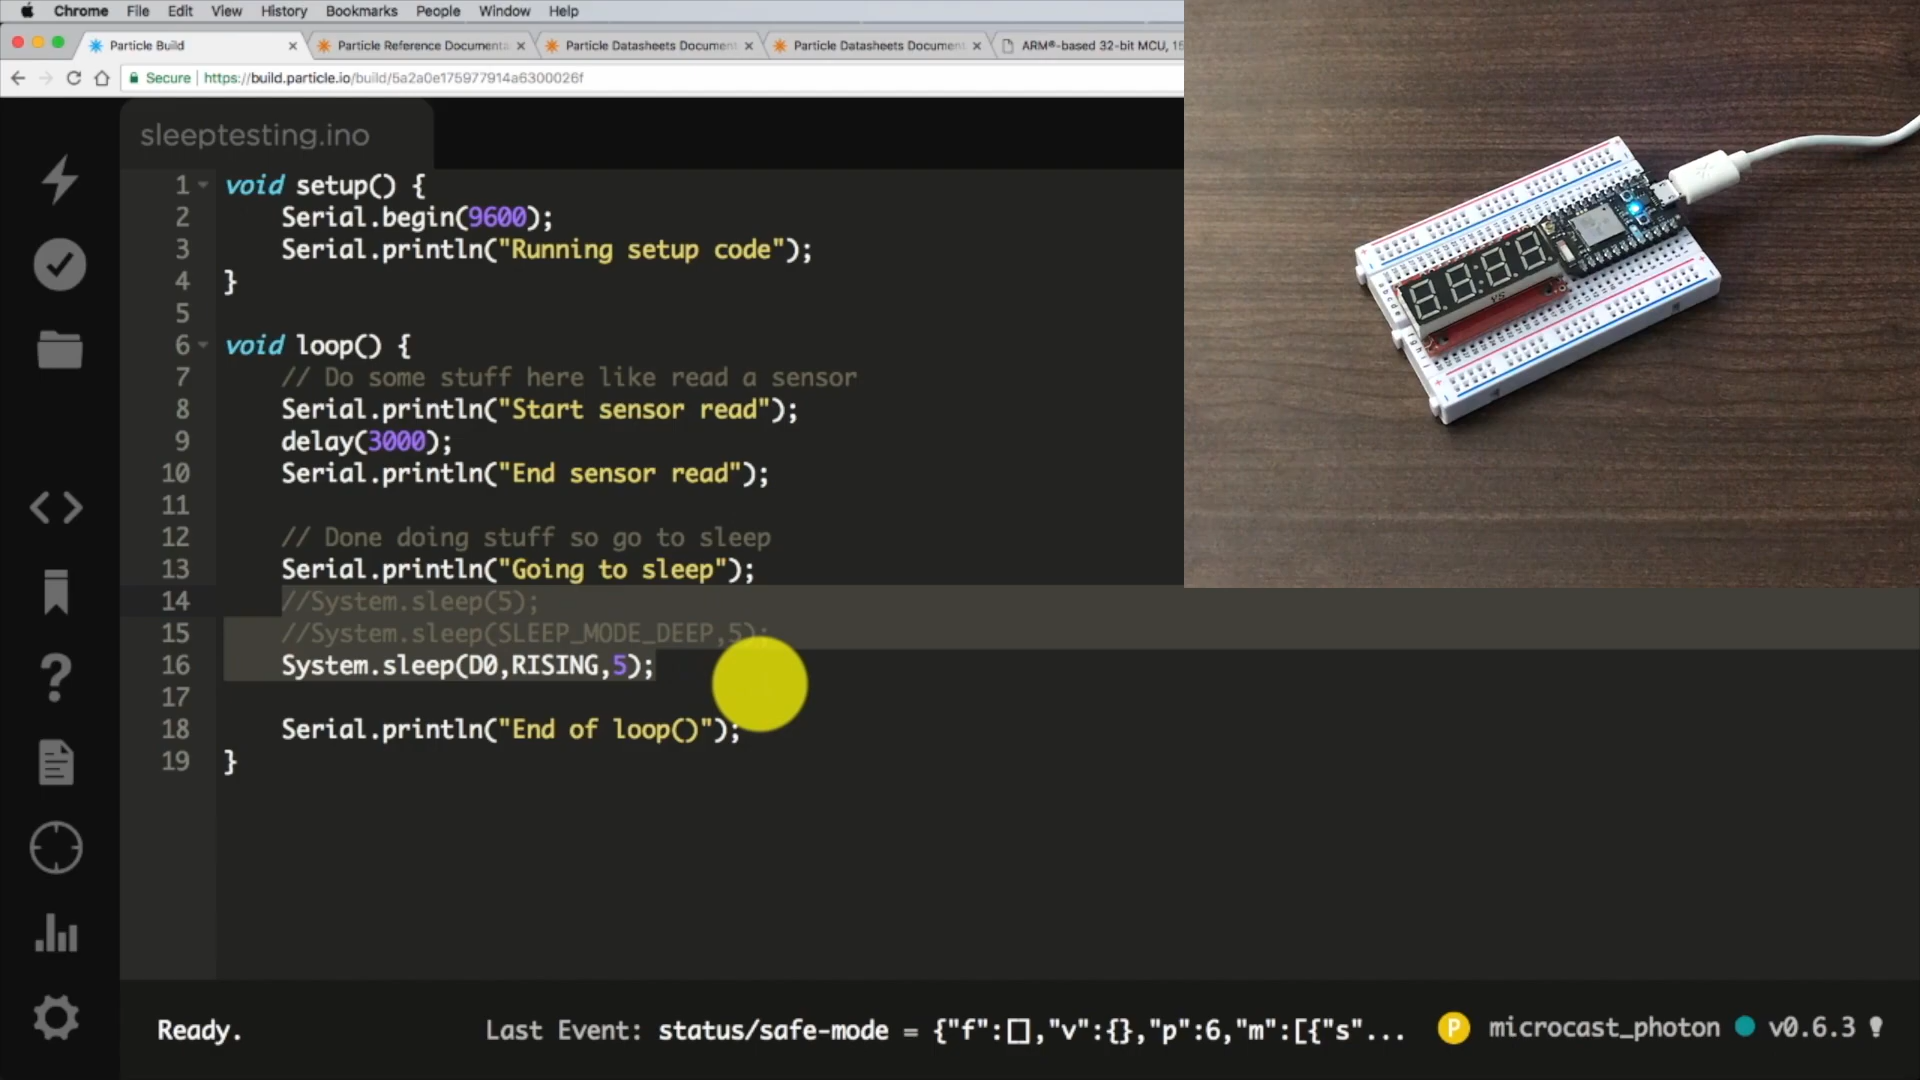 Chrome File Edit View History Bookmarks People Window Help
Particle Build
Particle Reference Documenta
Particle Datasheets Document
Particle Datasheets Document
ARM®-based 32-bit MCU, 15
Secure | https://build.particle.io/build/5a2a0e175977914a6300026f
sleeptesting.ino
1 void setup() {
2 Serial.begin(9600);
3 Serial.println("Running setup code");
4 }
5
6 void loop() {
7 // Do some stuff here like read a sensor
8 Serial.println("Start sensor read");
9 delay(3000);
10 Serial.println("End sensor read");
11
12 // Done doing stuff so go to sleep
13 Serial.println("Going to sleep");
14 //System.sleep(5);
15 //System.sleep(SLEEP_MODE_DEEP,5);
16 System.sleep(D0,RISING,5);
17
18 Serial.println("End of loop()");
19 }
Ready.
Last Event: status/safe-mode = {"f":[],"v":{},"p":6,"m":[{"s"...
P microcast_photon v0.6.3